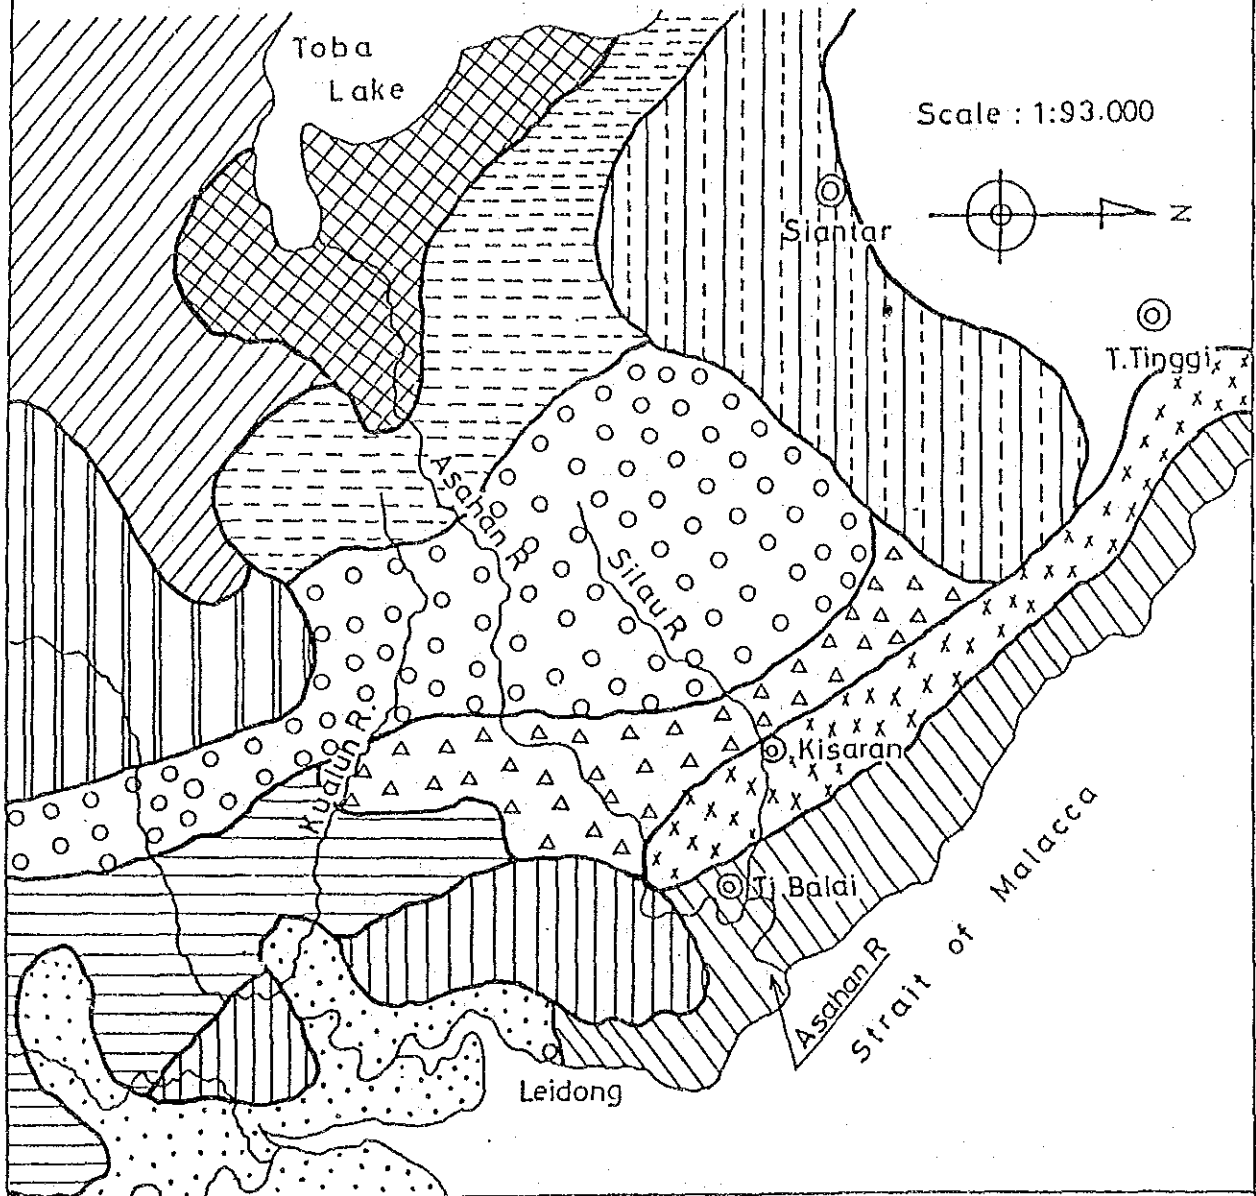 Toba
Lake
Scale : 1:93.000
N
Siantar
T.Tinggi
Asahan R
Silau R
Kualun R.
Kisaran
Tj.Balai
Strait of Malacca
Asahan R
Leidong